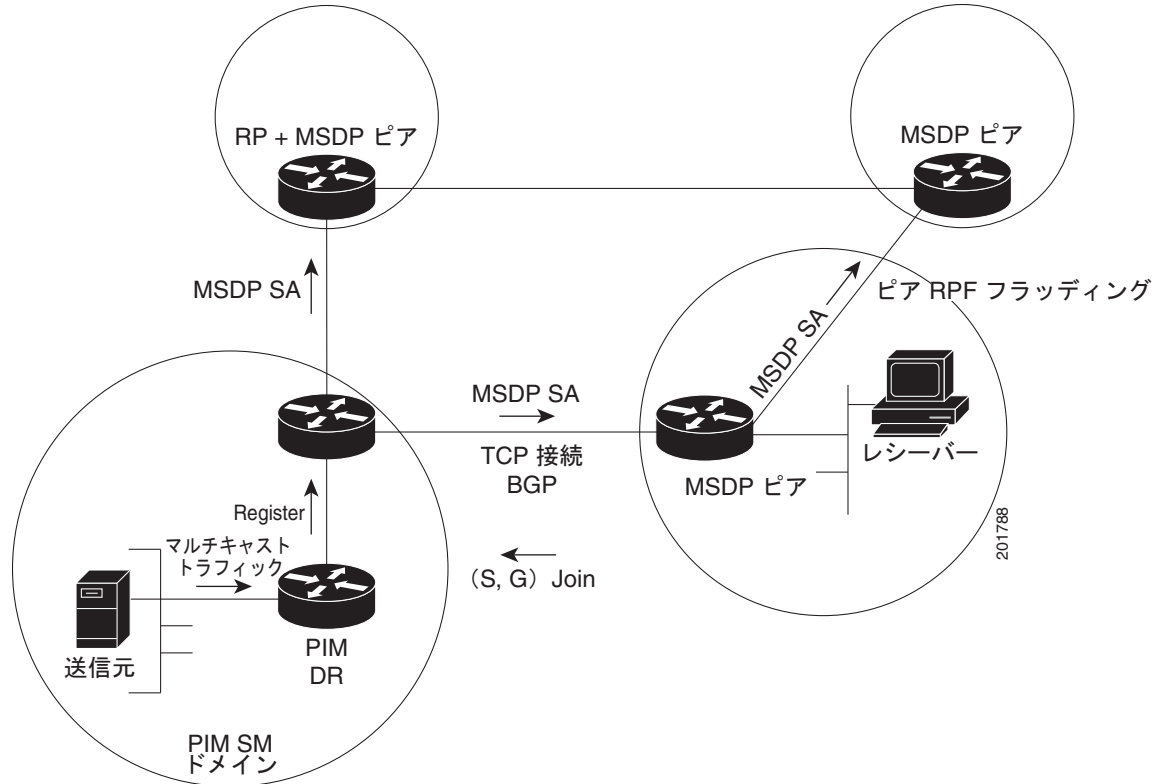 RP + MSDP ピア
MSDP ピア
MSDP SA
ピア RPF フラッディング
MSDP SA
MSDP SA
TCP 接続
BGP
MSDP ピア
レシーバー
Register
マルチキャスト
トラフィック
(S, G) Join
送信元
PIM
DR
PIM SM
ドメイン
201788